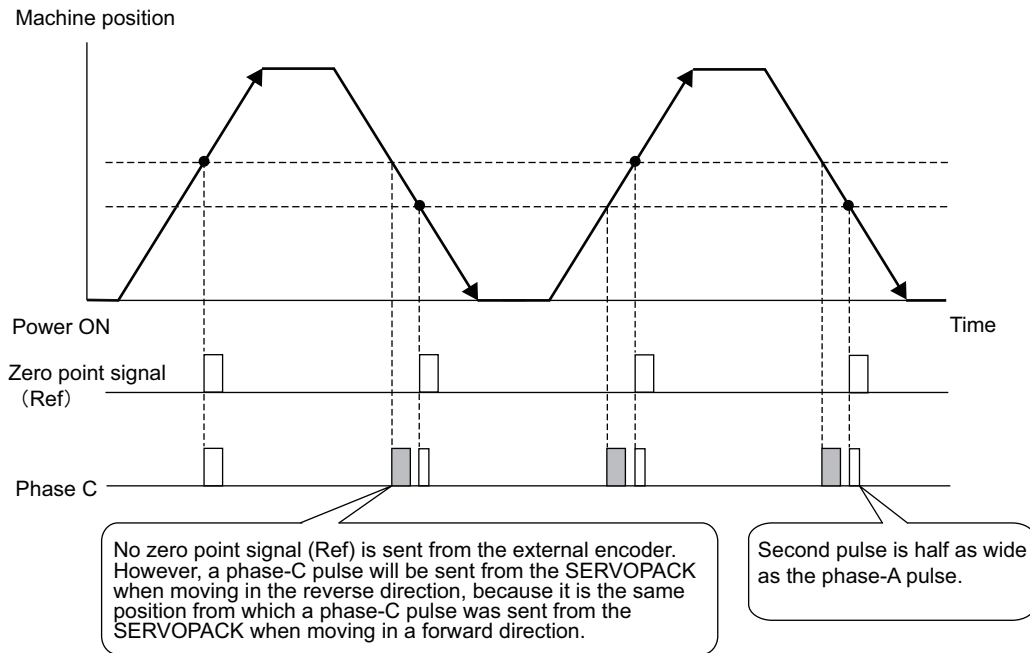 Machine position
Power ON
Time
Zero point signal
（Ref）
Phase C
No zero point signal (Ref) is sent from the external encoder.
However, a phase-C pulse will be sent from the SERVOPACK
when moving in the reverse direction, because it is the same
position from which a phase-C pulse was sent from the
SERVOPACK when moving in a forward direction.
Second pulse is half as wide
as the phase-A pulse.